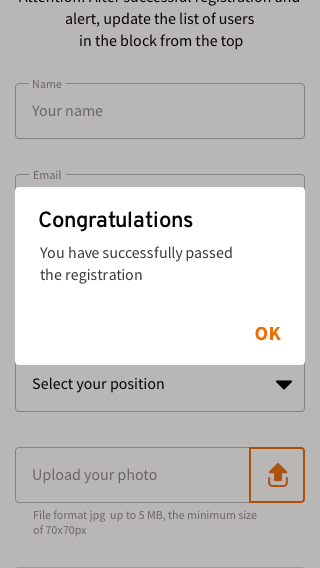 Attention! After successful registration and
alert, update the list of users
in the block from the top
Name
Your name
Email
Congratulations
You have successfully passed
the registration
OK
Select your position
Upload your photo
File format jpg up to 5 MB, the minimum size
of 70x70px